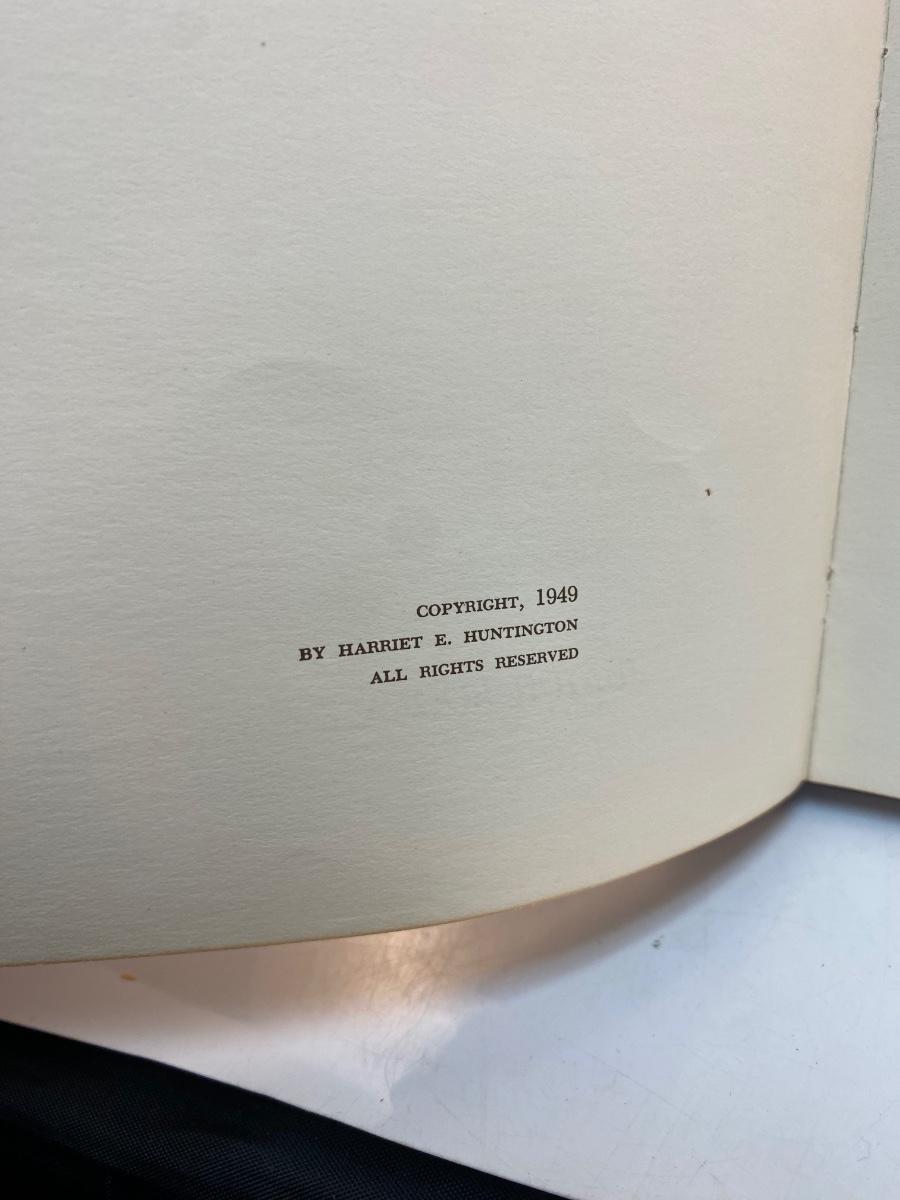 COPYRIGHT, 1949
BY HARRIET E. HUNTINGTON
ALL RIGHTS RESERVED